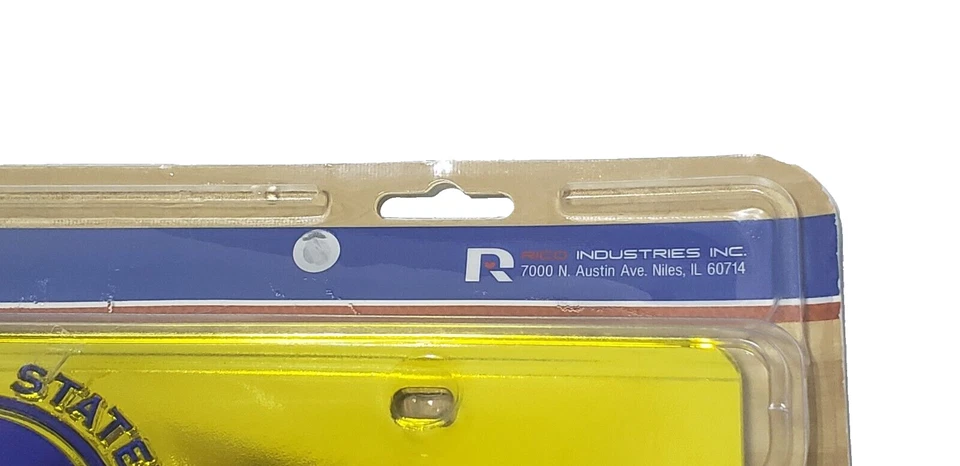 R RICO INDUSTRIES INC.
7000 N. Austin Ave. Niles, IL 60714
STATE